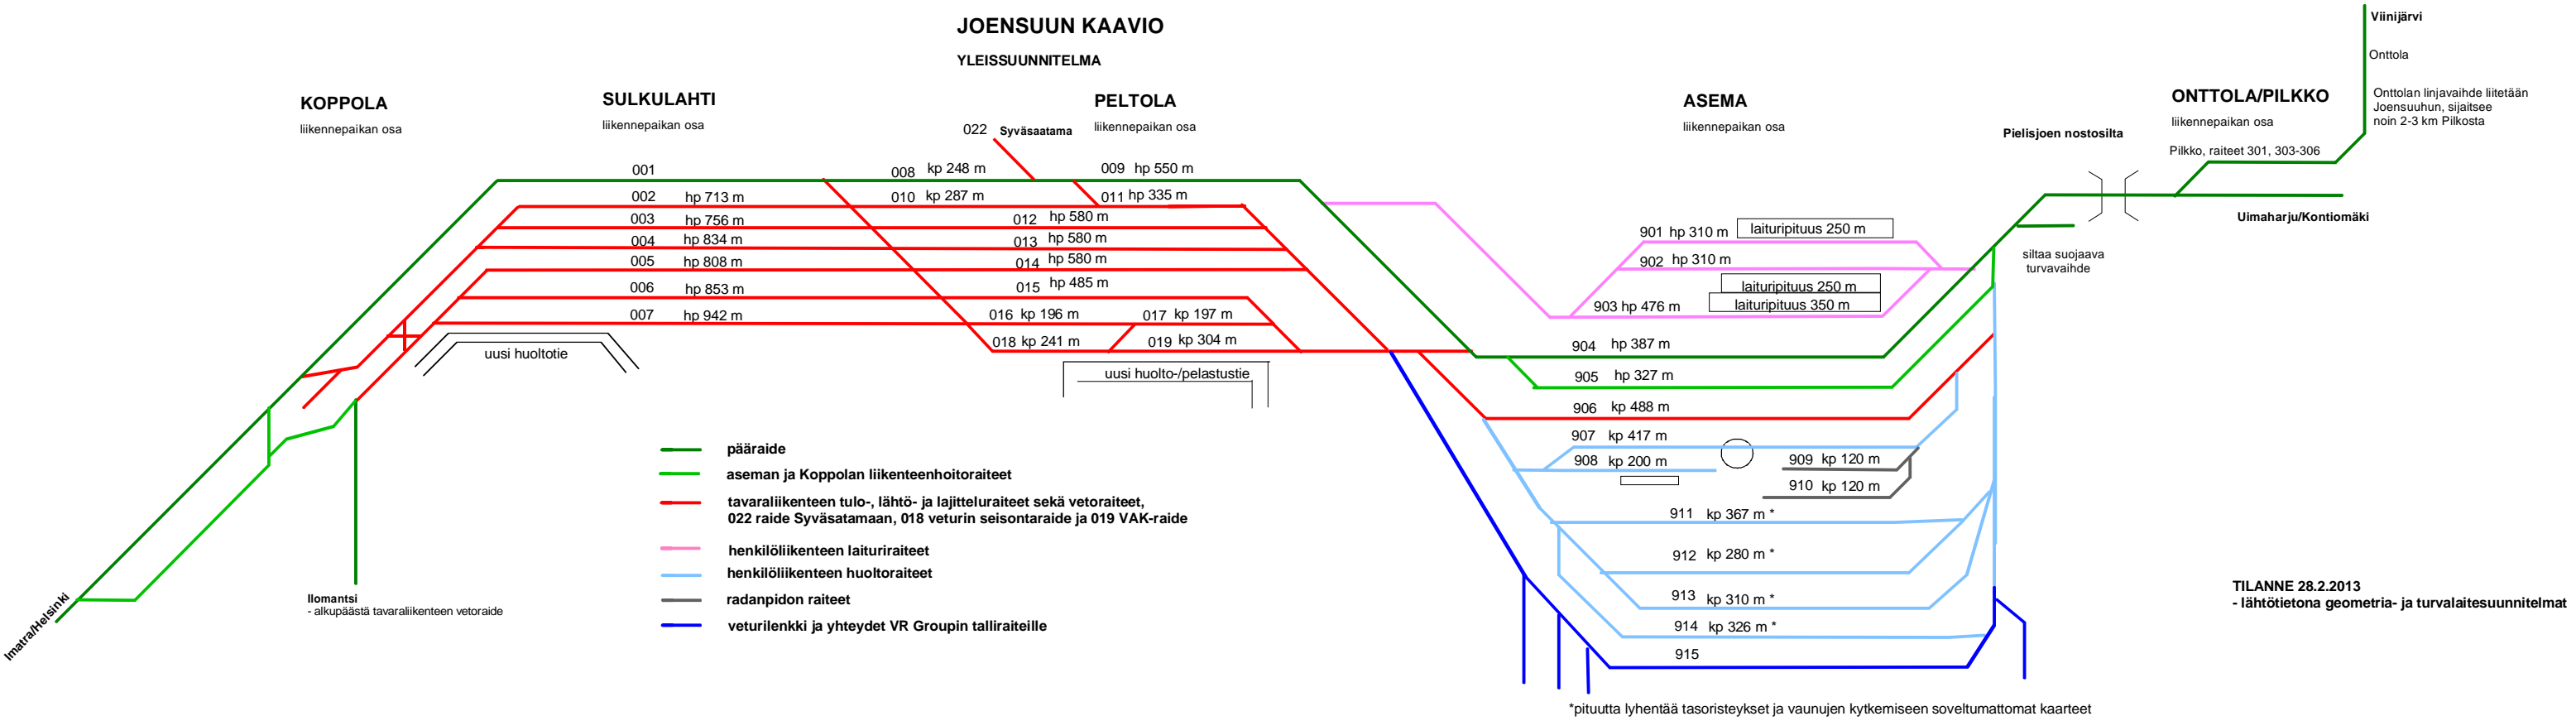 JOENSUUN KAAVIO
YLEISSUUNNITELMA
KOPPOLA
liikennepaikan osa
SULKULAHTI
liikennepaikan osa
PELTOLA
liikennepaikan osa
ASEMA
liikennepaikan osa
ONTTOLA/PILKKO
liikennepaikan osa
Viinijärvi
Onttola
Onttolan linjavaihde liitetään
Joensuuhun, sijaitsee
noin 2-3 km Pilkosta
Pielisjoen nostosilta
Pilkko, raiteet 301, 303-306
Uimaharju/Kontiomäki
siltaa suojaava
turvavaihde
022 Syväsaatama
001
008 kp 248 m
009 hp 550 m
002 hp 713 m
010 kp 287 m
011 hp 335 m
003 hp 756 m
012 hp 580 m
004 hp 834 m
013 hp 580 m
005 hp 808 m
014 hp 580 m
006 hp 853 m
015 hp 485 m
007 hp 942 m
016 kp 196 m
017 kp 197 m
018 kp 241 m
019 kp 304 m
uusi huoltotie
uusi huolto-/pelastustie
901 hp 310 m
laituripituus 250 m
902 hp 310 m
laituripituus 250 m
903 hp 476 m
laituripituus 350 m
904 hp 387 m
905 hp 327 m
906 kp 488 m
907 kp 417 m
908 kp 200 m
909 kp 120 m
910 kp 120 m
911 kp 367 m *
912 kp 280 m *
913 kp 310 m *
914 kp 326 m *
915
*pituutta lyhentää tasoristeykset ja vaunujen kytkemiseen soveltumattomat kaarteet
Imatra/Helsinki
Ilomantsi
- alkupäästä tavaraliikenteen vetoraide
pääraide
aseman ja Koppolan liikenteenhoitoraiteet
tavaraliikenteen tulo-, lähtö- ja lajitteluraiteet sekä vetoraiteet,
022 raide Syväsatamaan, 018 veturin seisontaraide ja 019 VAK-raide
henkilöliikenteen laituriraiteet
henkilöliikenteen huoltoraiteet
radanpidon raiteet
veturilenkki ja yhteydet VR Groupin talliraiteille
TILANNE 28.2.2013
- lähtötietona geometria- ja turvalaitesuunnitelmat